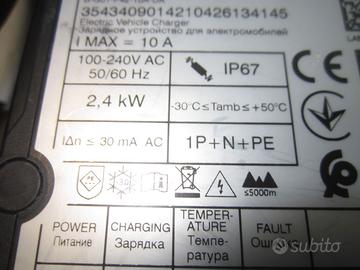 35434090014210426134145
Electric Vehicle Charger
Зарядное устройство для электромобилей
I MAX = 10 A
100-240V AC
50/60 Hz
IP67
2,4 kW
-30°C ≤ Tamb ≤ +50°C
IΔn ≤ 30 mA AC
1P+N+PE
PE
≤5000m
POWER
Питание
CHARGING
Зарядка
TEMPER-
ATURE
Темпе-
ратура
FAULT
subito